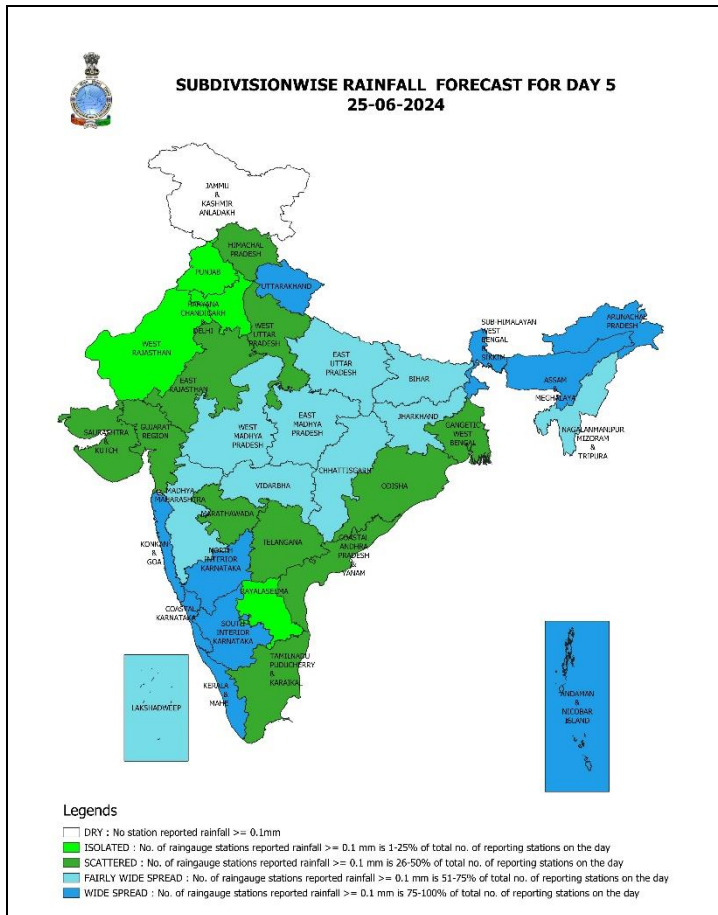 SUBDIVISIONWISE RAINFALL FORECAST FOR DAY 5
25-06-2024
JAMMU
&
KASHMIR
ANLADAKH
HIMACHAL
PRADESH
PUNJAB
UTTARAKHAND
HARYANA
CHANDIGARH
&
DELHI
WEST
UTTAR
PRADESH
WEST
RAJASTHAN
EAST
RAJASTHAN
EAST
UTTAR
PRADESH
BIHAR
SUB-HIMALAYAN
WEST
BENGAL
&
SIKKIM
ARUNACHAL
PRADESH
ASSAM
&
MEGHALAYA
NAGALANMANIPUR
MIZORAM
&
TRIPURA
SAURASHTRA
&
KUTCH
GUJARAT
REGION
WEST
MADHYA
PRADESH
EAST
MADHYA
PRADESH
JHARKHAND
GANGETIC
WEST
BENGAL
CHHATTISGARH
ODISHA
VIDARBHA
MADHYA
MAHARASHTRA
MARATHAWADA
KONKAN
&
GOA
TELANGANA
COASTAL
ANDHRA
PRADESH
&
YANAM
NORTH
INTERIOR
KARNATAKA
RAYALASEEMA
COASTAL
KARNATAKA
SOUTH
INTERIOR
KARNATAKA
TAMILNADU
PUDUCHERRY
&
KARAIKAL
KERALA
&
MAHE
LAKSHADWEEP
ANDAMAN
&
NICOBAR
ISLAND
Legends
DRY : No station reported rainfall >= 0.1mm
ISOLATED : No. of raingauge stations reported rainfall >= 0.1 mm is 1-25% of total no. of reporting stations on the day
SCATTERED : No. of raingauge stations reported rainfall >= 0.1 mm is 26-50% of total no. of reporting stations on the day
FAIRLY WIDE SPREAD : No. of raingauge stations reported rainfall >= 0.1 mm 51-75% of total no. of reporting stations on the day
WIDE SPREAD : No. of raingauge stations reported rainfall >= 0.1 mm is 75-100% of total no. of reporting stations on the day